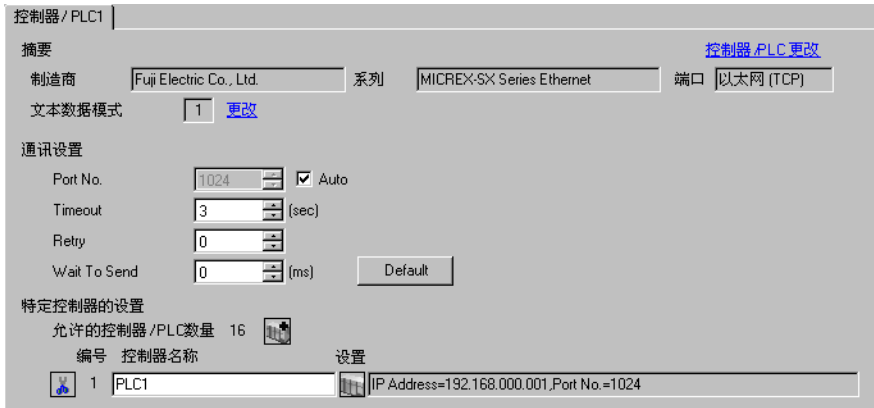 控制器/PLC1
摘要 控制器/PLC更改
制造商 Fuji Electric Co., Ltd. 系列 MICREX-SX Series Ethernet 端口 以太网 (TCP)
文本数据模式 1 更改
通讯设置
Port No. 1024 Auto
Timeout 3 (sec)
Retry 0
Wait To Send 0 (ms) Default
特定控制器的设置
允许的控制器/PLC数量 16
编号 控制器名称 设置
1 PLC1 IP Address=192.168.000.001,Port No.=1024